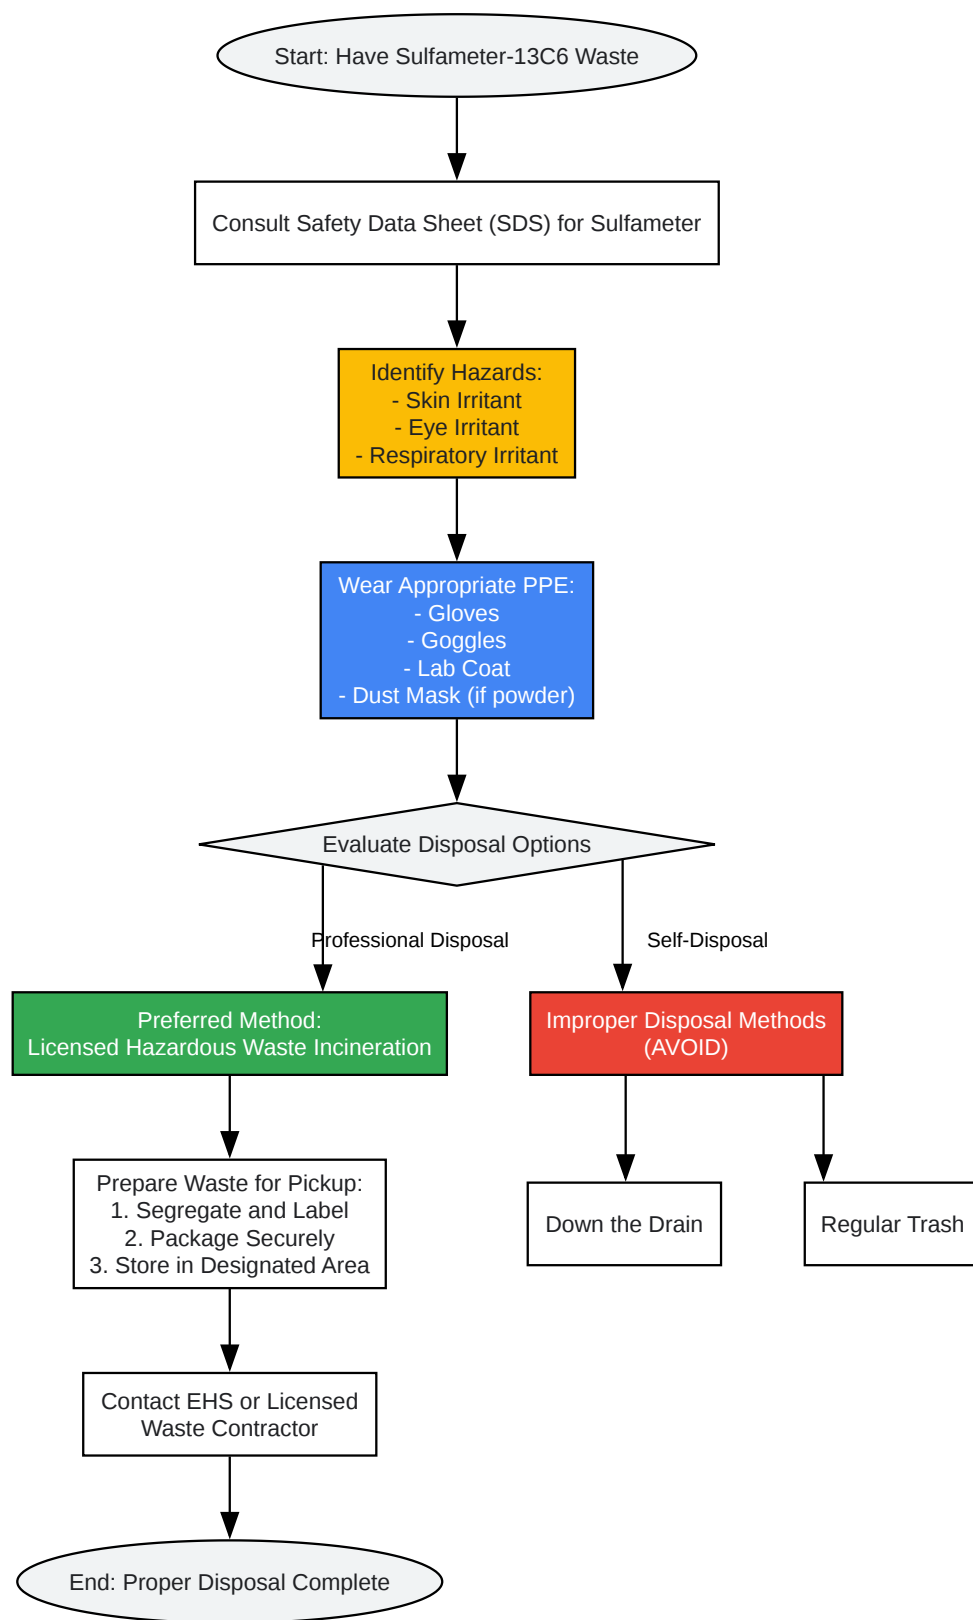 Start: Have Sulfameter-13C6 Waste
Consult Safety Data Sheet (SDS) for Sulfameter
Identify Hazards:
- Skin Irritant
- Eye Irritant
- Respiratory Irritant
Wear Appropriate PPE:
- Gloves
- Goggles
- Lab Coat
- Dust Mask (if powder)
Evaluate Disposal Options
Professional Disposal
Self-Disposal
Preferred Method:
Licensed Hazardous Waste Incineration
Improper Disposal Methods
(AVOID)
Prepare Waste for Pickup:
1. Segregate and Label
2. Package Securely
3. Store in Designated Area
Down the Drain
Regular Trash
Contact EHS or Licensed
Waste Contractor
End: Proper Disposal Complete